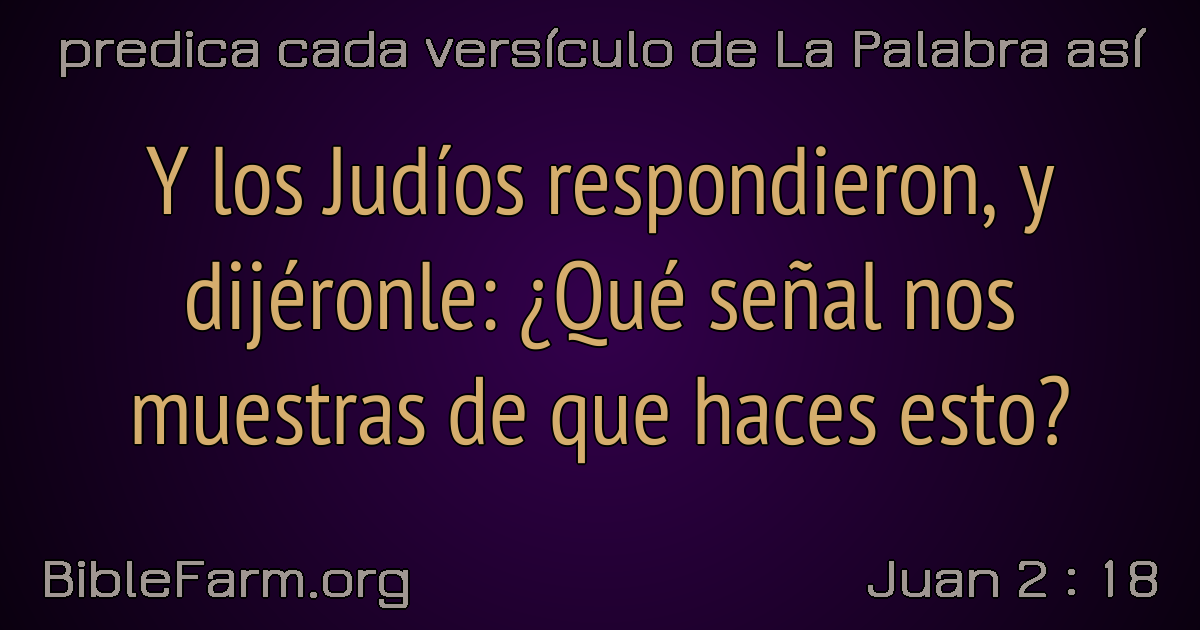 predica cada versículo de La Palabra así
Y los Judíos respondieron, y
dijéronle: ¿Qué señal nos
muestras de que haces esto?
BibleFarm.org
Juan 2 : 18